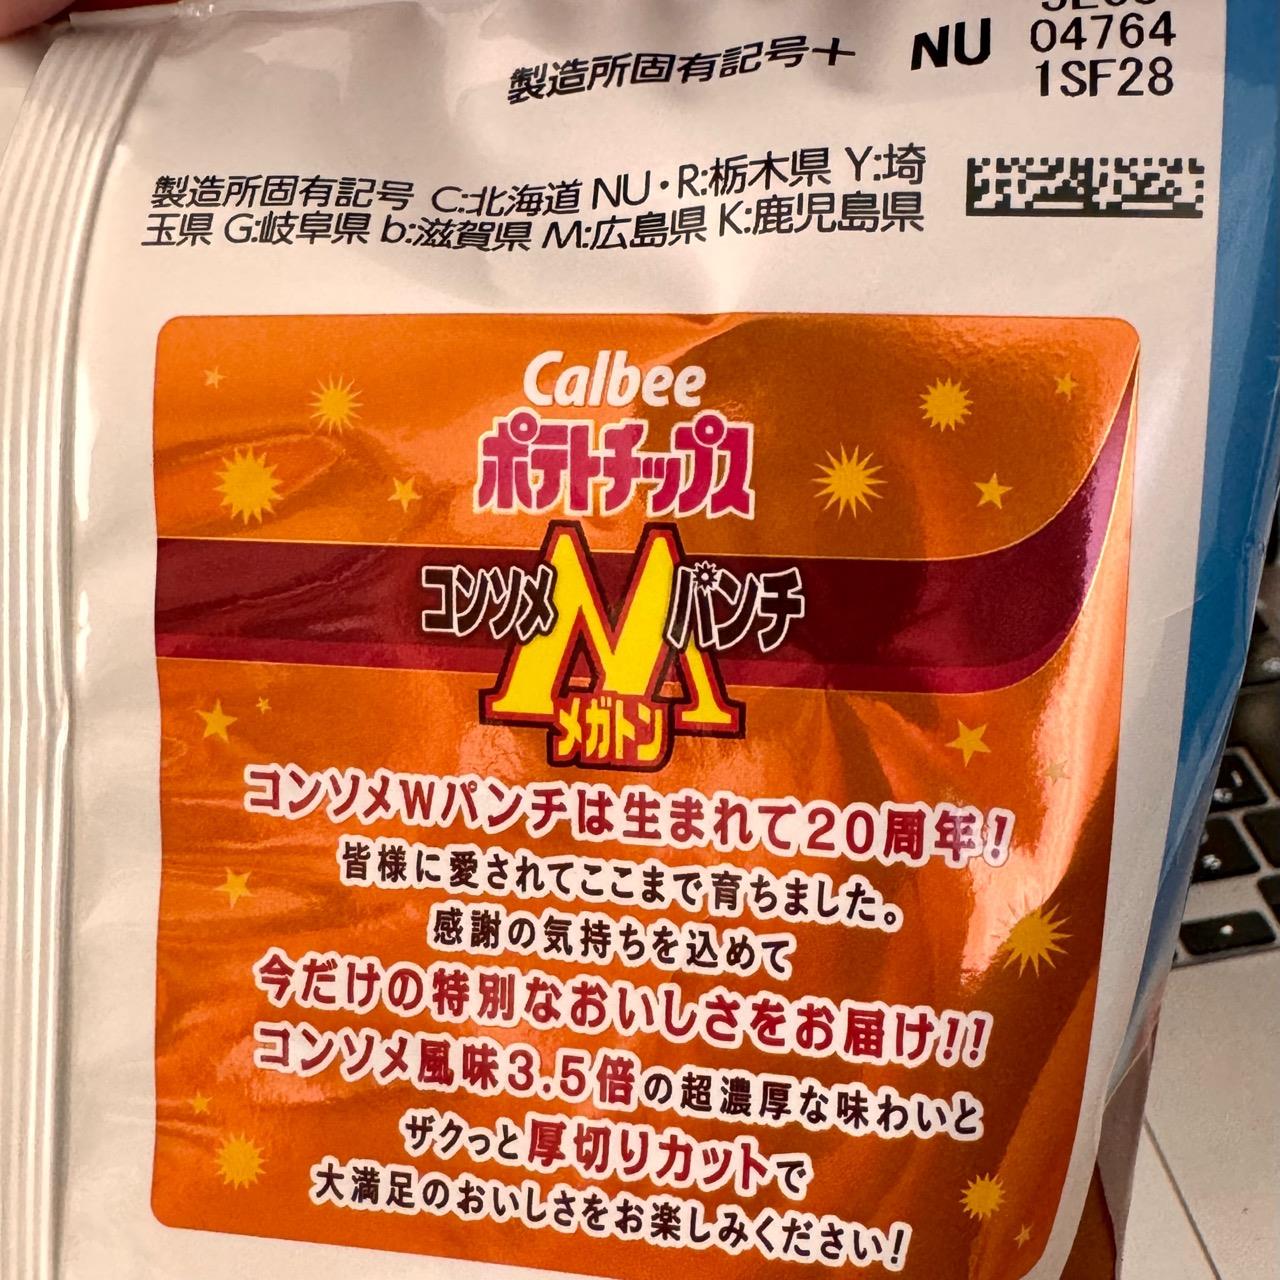 製造所固有記号+ NU 04764
1SF28
製造所固有記号 C:北海道 NU・R:栃木県 Y:埼
玉県 G:岐阜県 b:滋賀県 M:広島県 K:鹿児島県
Calbee
ポテトチップス
コンソメMパンチ
メガトン
コンソメWパンチは生まれて20周年!
皆様に愛されてここまで育ちました。
感謝の気持ちを込めて
今だけの特別なおいしさをお届け!!
コンソメ風味3.5倍の超濃厚な味わいと
ザクっと厚切りカットで
大満足のおいしさをお楽しみください!